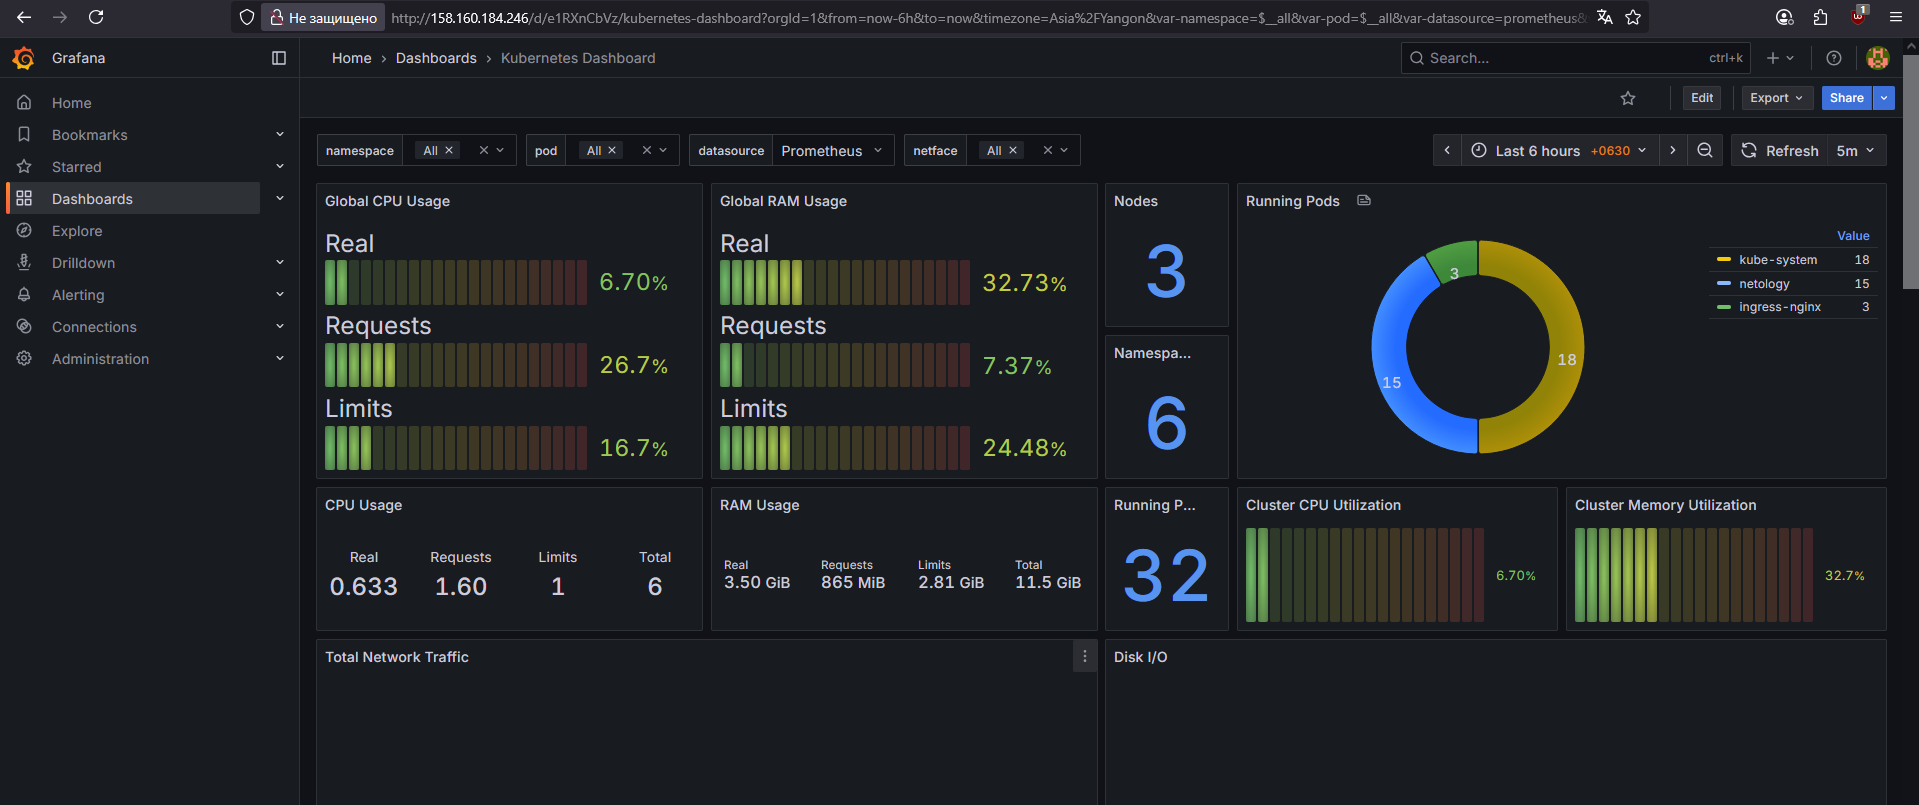 Не защищено
http://158.160.184.246/d/e1RXnCbVz/kubernetes-dashboard?orgId=1&from=now-6h&to=now&timezone=Asia%2FYangon&var-namespace=$__all&var-pod=$__all&var-datasource=prometheus&
1
Grafana
Home › Dashboards › Kubernetes Dashboard
Search...
ctrl+k
Edit
Export
Share
Home
Bookmarks
Starred
Dashboards
Explore
Drilldown
Alerting
Connections
Administration
namespace All
pod All
datasource Prometheus
netface All
Last 6 hours +0630
Refresh 5m
Global CPU Usage
Real
6.70%
Requests
26.7%
Limits
16.7%
Global RAM Usage
Real
32.73%
Requests
7.37%
Limits
24.48%
Nodes
3
Namespa...
6
Running Pods
3
18
15
Value
kube-system 18
netology 15
ingress-nginx 3
CPU Usage
Real Requests Limits Total
0.633 1.60 1 6
RAM Usage
Real Requests Limits Total
3.50 GiB 865 MiB 2.81 GiB 11.5 GiB
Running P...
32
Cluster CPU Utilization
6.70%
Cluster Memory Utilization
32.7%
Total Network Traffic
Disk I/O